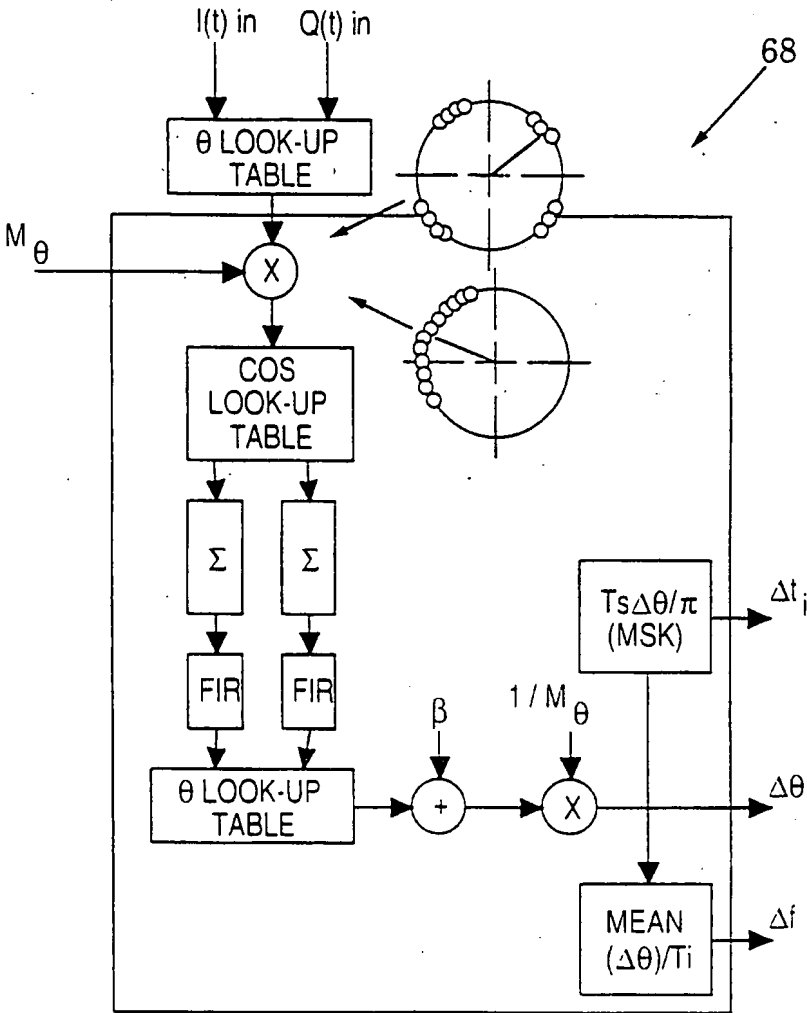 I(t) in Q(t) in
68
θ LOOK-UP
TABLE
M θ
X
COS
LOOK-UP
TABLE
Σ Σ
FIR FIR
TsΔθ/π
(MSK)
Δt i
β
1 / M θ
θ LOOK-UP
TABLE
+
X
Δθ
MEAN
(Δθ)/Ti
Δf